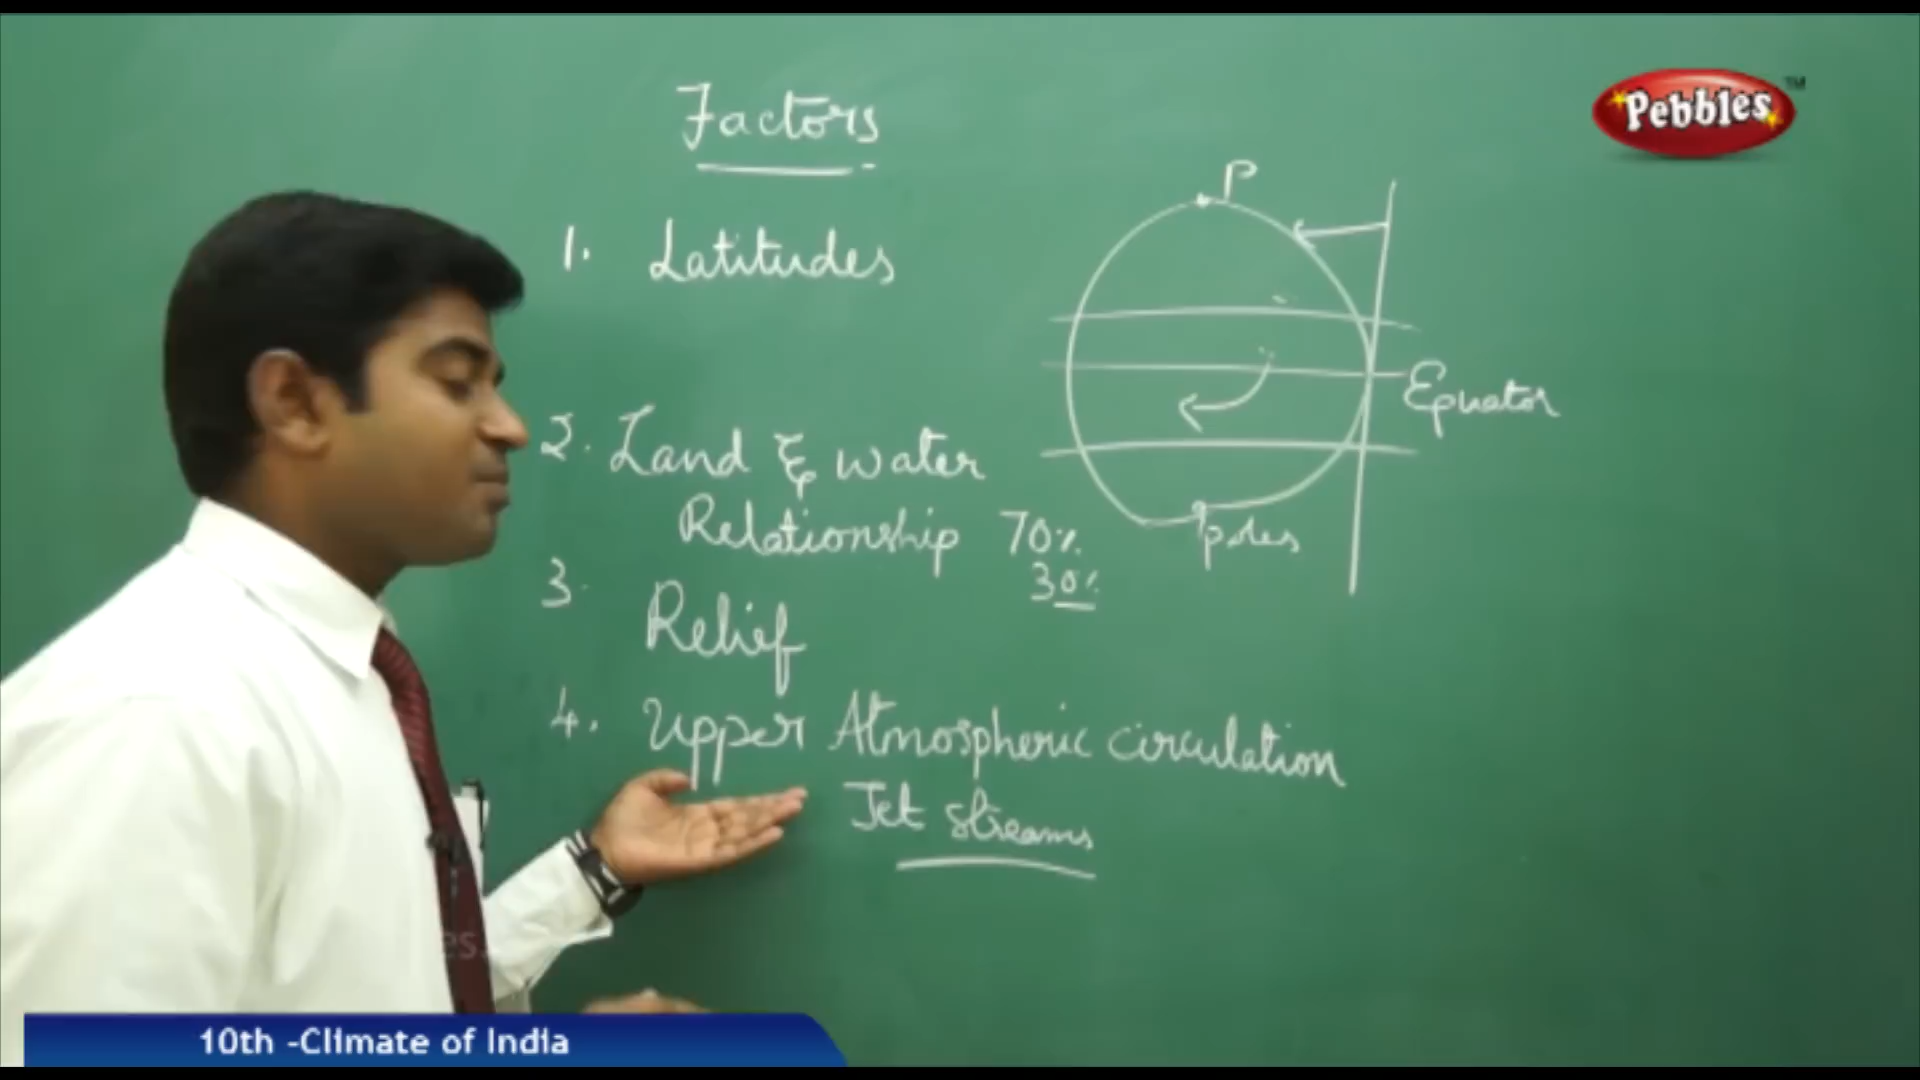 Pebbles™
Factors
P
1. Latitudes
Equator
2. Land & water
Relationship 70%
30%
poles
3. Relief
4. Upper Atmospheric circulation
Jet streams
10th -Climate of India